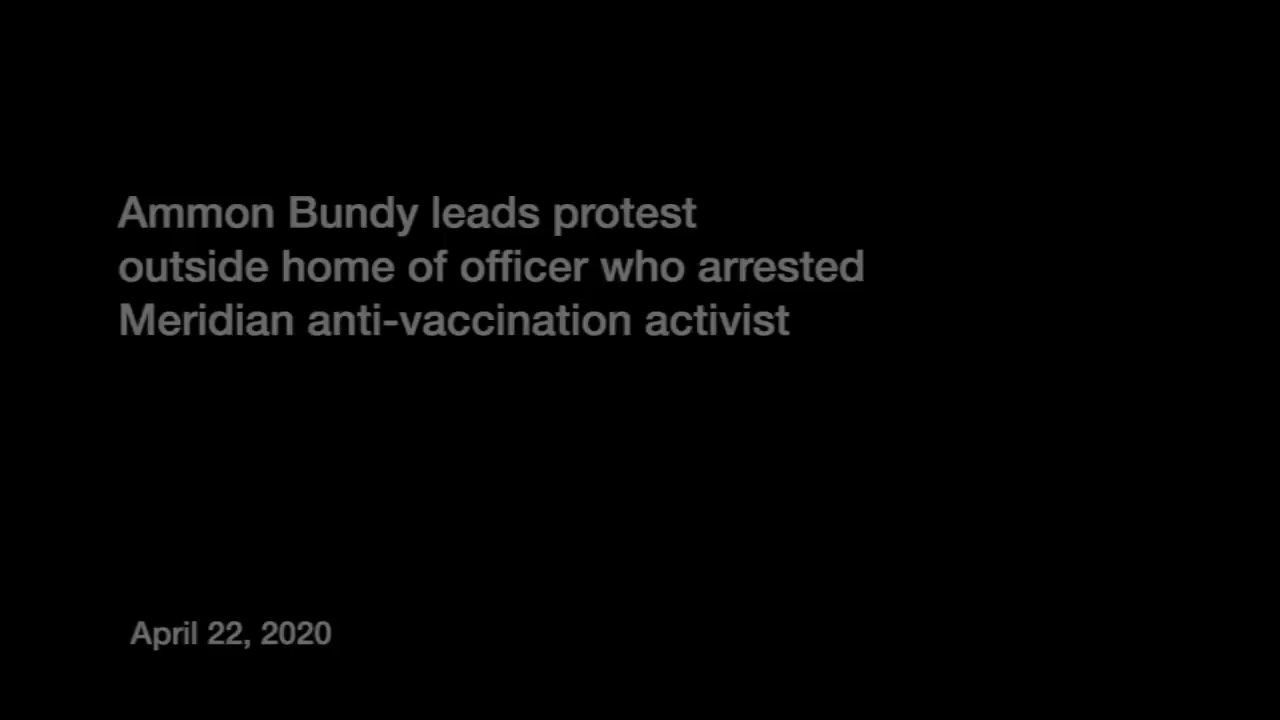 Ammon Bundy leads protest
outside home of officer who arrested
Meridian anti-vaccination activist
April 22, 2020